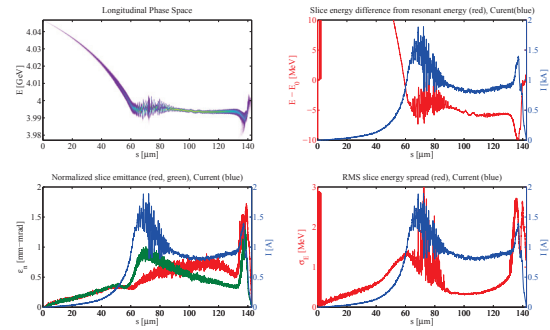 Longitudinal Phase Space
4.04
4.03
4.02
4.01
4
3.99
3.98
E [GeV]
0 20 40 60 80 100 120 140
s [μm]
Slice energy difference from resonant energy (red), Curent(blue)
10
5
0
−5
−10
E − E0 [MeV]
2
1.5
1
0.5
0
I [kA]
0 20 40 60 80 100 120 140
s [μm]
Normalized slice emittance (red, green), Current (blue)
2
1.5
1
0.5
0
εn [mm−mrad]
2
1.5
1
0.5
0
I [A]
0 20 40 60 80 100 120 140
s [μm]
RMS slice energy spread (red), Current (blue)
3
2
1
0
σE [MeV]
2
1.5
1
0.5
0
I [A]
0 20 40 60 80 100 120 140
s [μm]